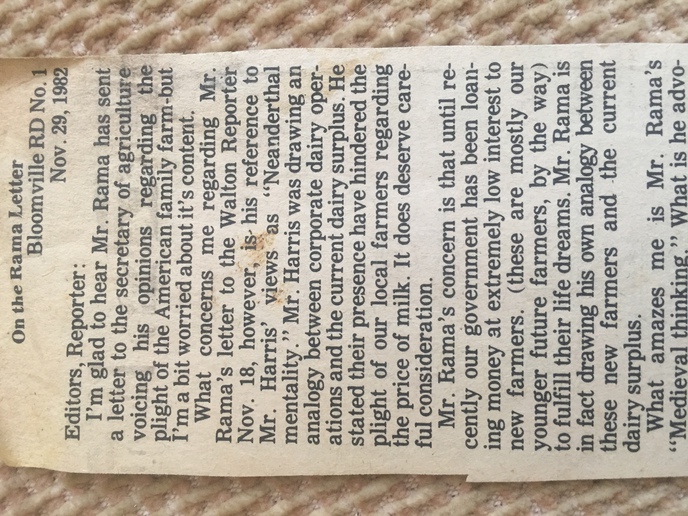 On the Rama Letter
Bloomville RD No. 1
Nov. 29, 1982
Editors, Reporter:
I'm glad to hear Mr. Rama has sent
a letter to the secretary of agriculture
voicing his opinions regarding the
plight of the American family farm-but
I'm a bit worried about it's content.
What concerns me regarding Mr.
Rama's letter to the Walton Reporter
Nov. 18, however, is his reference to
Mr. Harris' views as "Neanderthal
mentality." Mr. Harris was drawing an
analogy between corporate dairy oper-
ations and the current dairy surplus. He
stated their presence have hindered the
plight of our local farmers regarding
the price of milk. It does deserve care-
ful consideration.
Mr. Rama's concern is that until re-
cently our government has been loan-
ing money at extremely low interest to
new farmers. (these are mostly our
younger future farmers, by the way)
to fulfill their life dreams. Mr. Rama is
in fact drawing his own analogy between
these new farmers and the current
dairy surplus.
What amazes me is Mr. Rama's
"Medieval thinking." What is he advo-